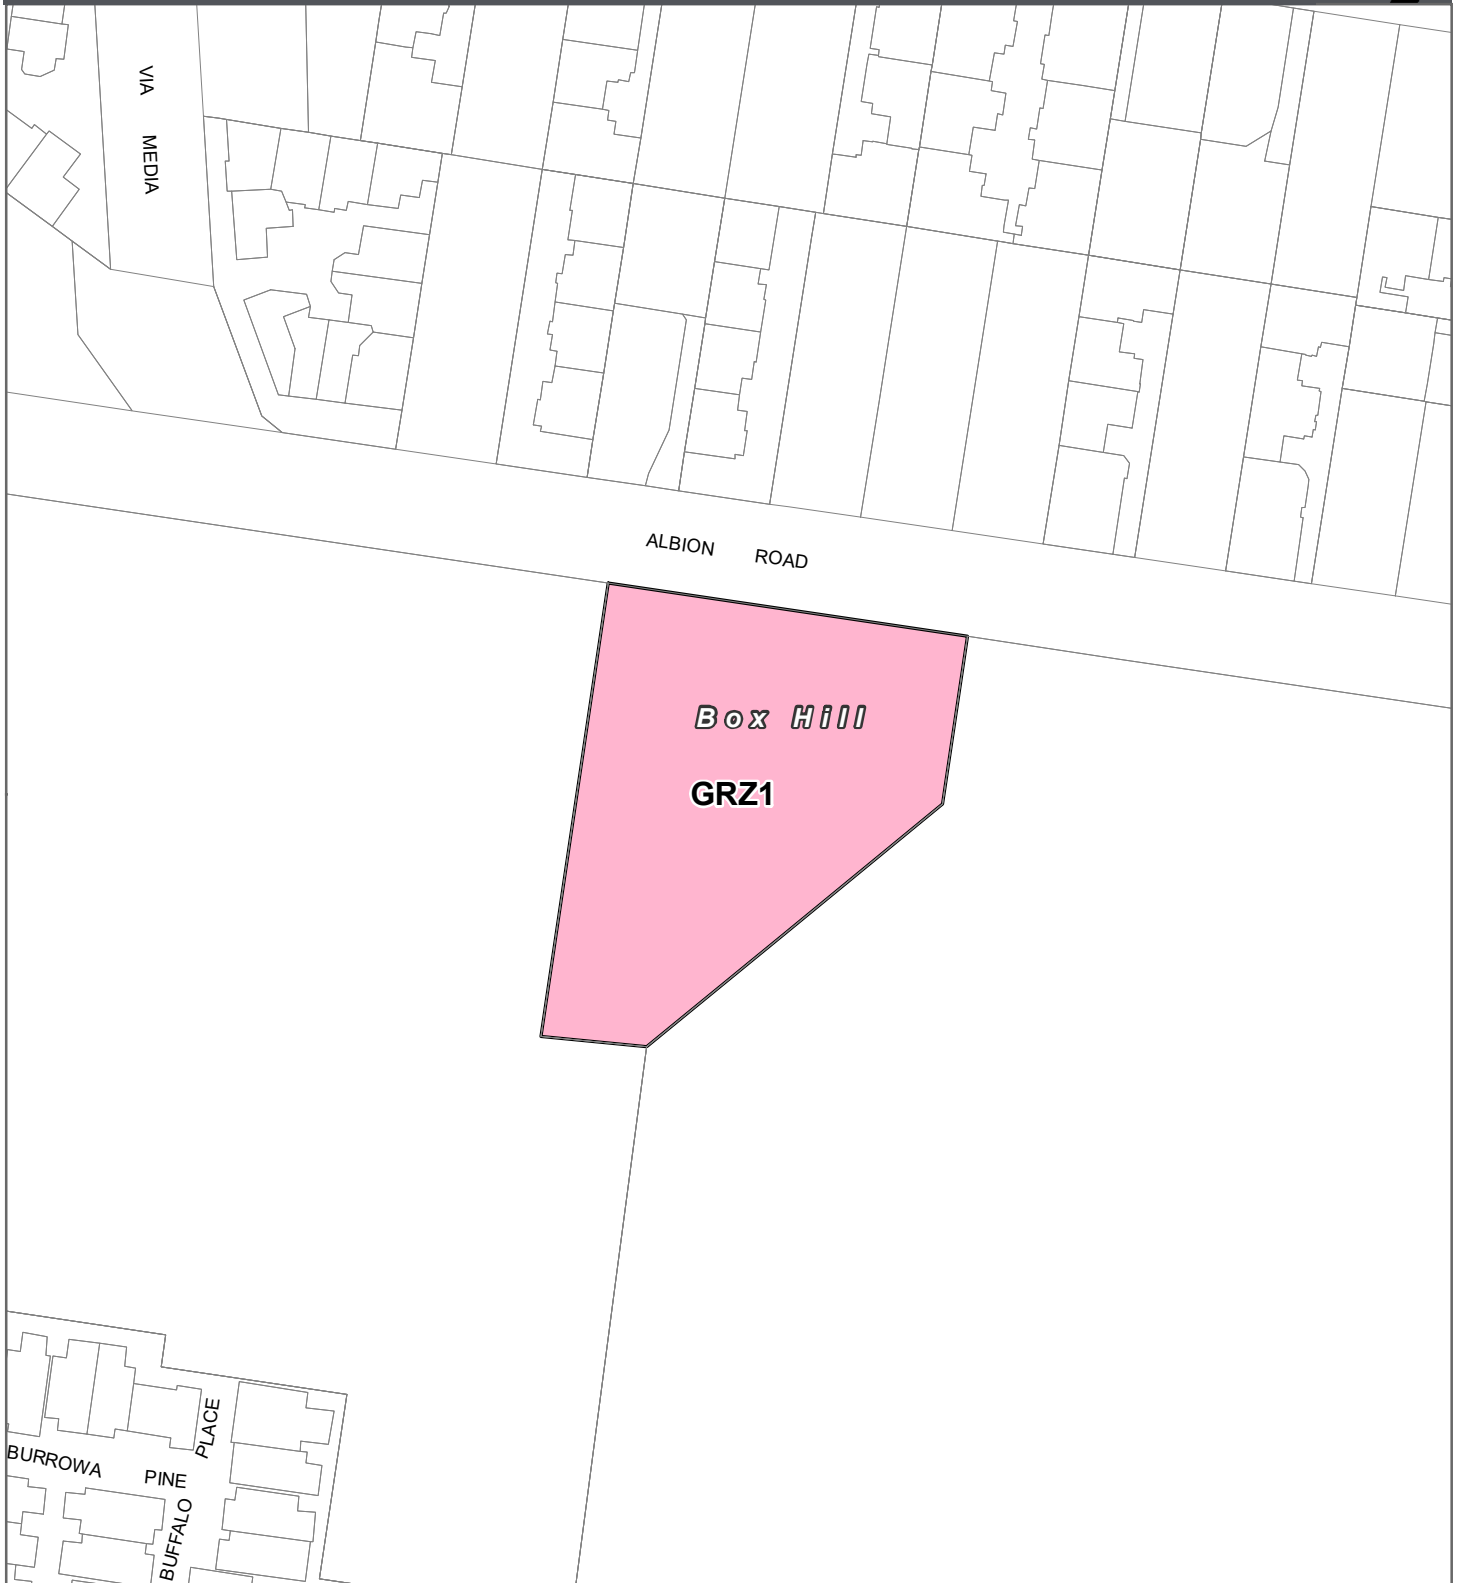 VIA MEDIA
ALBION ROAD
Box Hill
GRZ1
PLACE
BURROWA PINE
BUFFALO